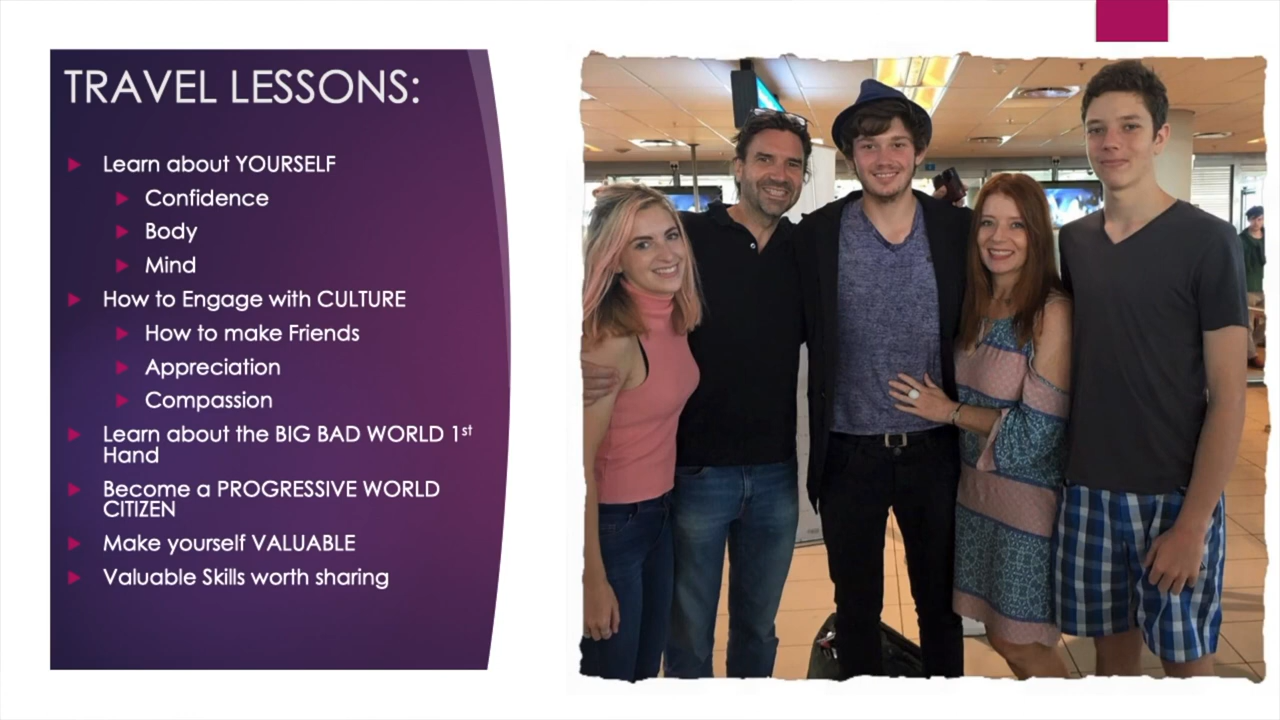 TRAVEL LESSONS:
Learn about YOURSELF
Confidence
Body
Mind
How to Engage with CULTURE
How to make Friends
Appreciation
Compassion
Learn about the BIG BAD WORLD 1st
Hand
Become a PROGRESSIVE WORLD
CITIZEN
Make yourself VALUABLE
Valuable Skills worth sharing